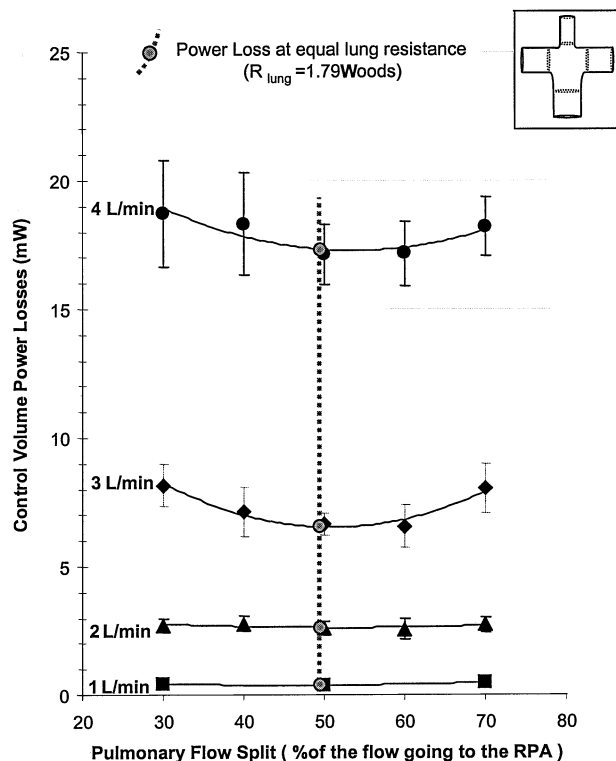 Power Loss at equal lung resistance
(R lung =1.79Woods)
25
20
15
10
5
0
Control Volume Power Losses (mW)
4 L/min
3 L/min
2 L/min
1 L/min
20 30 40 50 60 70 80
Pulmonary Flow Split ( %of the flow going to the RPA )